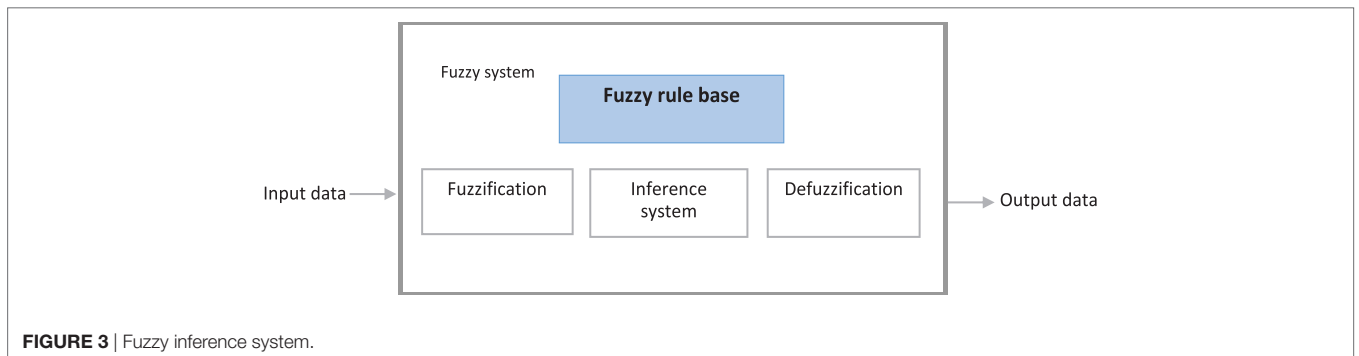 Fuzzy system
Fuzzy rule base
Input data
Fuzzification
Inference
system
Defuzzification
Output data
FIGURE 3 | Fuzzy inference system.